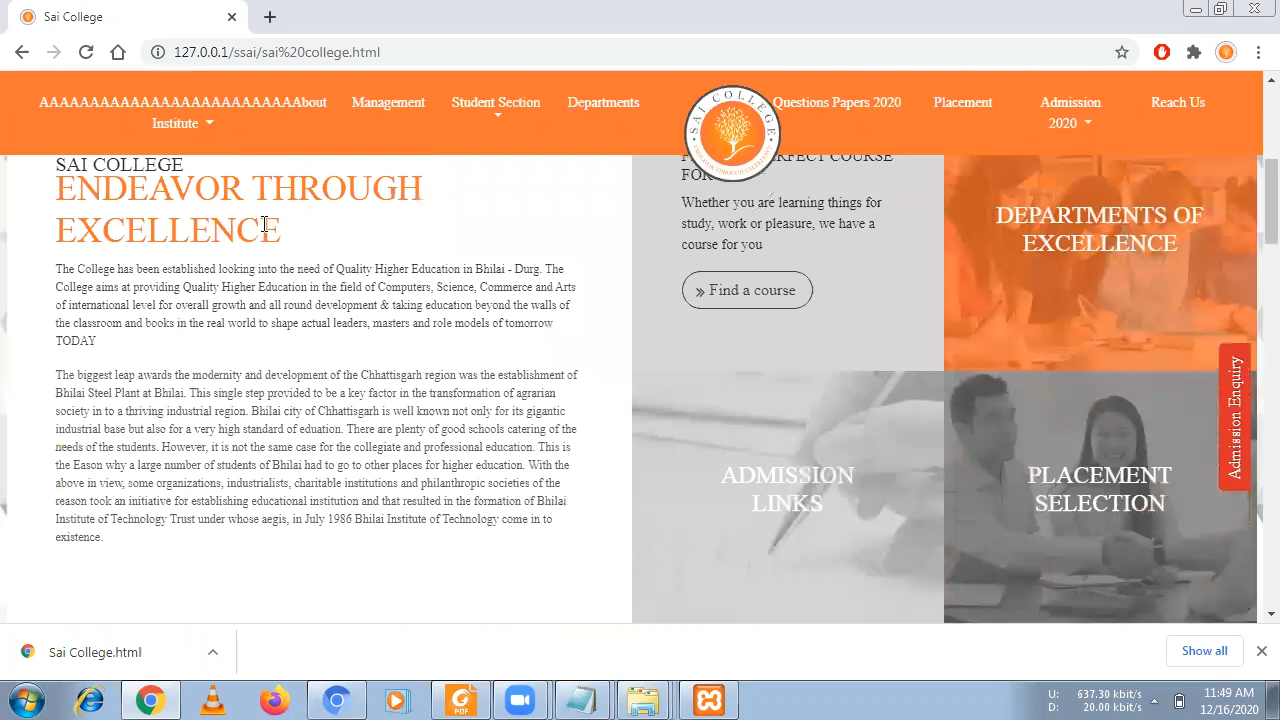 Sai College
127.0.0.1/ssai/sai%20college.html
AAAAAAAAAAAAAAAAAAAAAAAAAAbout
Institute
Management
Student Section
Departments
SAI COLLEGE
ENDEAVOR THROUGH EXCELLENCE
Questions Papers 2020
Placement
Admission
2020
Reach Us
SAI COLLEGE
ENDEAVOR THROUGH
EXCELLENCE
The College has been established looking into the need of Quality Higher Education in Bhilai - Durg. The
College aims at providing Quality Higher Education in the field of Computers, Science, Commerce and Arts
of international level for overall growth and all round development & taking education beyond the walls of
the classroom and books in the real world to shape actual leaders, masters and role models of tomorrow
TODAY
The biggest leap awards the modernity and development of the Chhattisgarh region was the establishment of
Bhilai Steel Plant at Bhilai. This single step provided to be a key factor in the transformation of agrarian
society in to a thriving industrial region. Bhilai city of Chhattisgarh is well known not only for its gigantic
industrial base but also for a very high standard of eduation. There are plenty of good schools catering of the
needs of the students. However, it is not the same case for the collegiate and professional education. This is
the Eason why a large number of students of Bhilai had to go to other places for higher education. With the
above in view, some organizations, industrialists, charitable institutions and philanthropic societies of the
reason took an initiative for establishing educational institution and that resulted in the formation of Bhilai
Institute of Technology Trust under whose aegis, in July 1986 Bhilai Institute of Technology come in to
existence.
COURSE
FOR
Whether you are learning things for
study, work or pleasure, we have a
course for you
» Find a course
DEPARTMENTS OF
EXCELLENCE
ADMISSION
LINKS
PLACEMENT
SELECTION
Admission Enquiry
Sai College.html
Show all
PDF
U: 637.30 kbit/s
D: 20.00 kbit/s
11:49 AM
12/16/2020